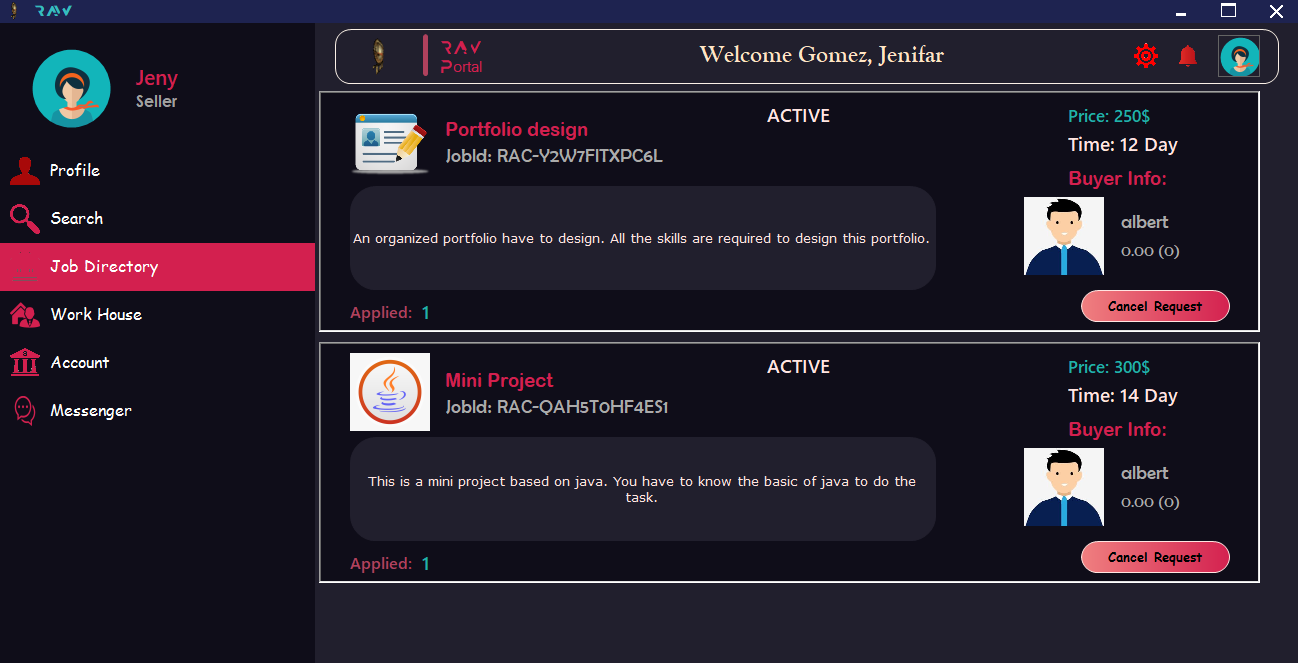 RAV
Jeny
Seller
Profile
Search
Job Directory
Work House
Account
Messenger
RAV
Portal
Welcome Gomez, Jenifar
Portfolio design
JobId: RAC-Y2W7FITXPC6L
ACTIVE
Price: 250$
Time: 12 Day
Buyer Info:
albert
0.00 (0)
An organized portfolio have to design. All the skills are required to design this portfolio.
Applied: 1
Cancel Request
Mini Project
JobId: RAC-QAH5T0HF4ES1
ACTIVE
Price: 300$
Time: 14 Day
Buyer Info:
albert
0.00 (0)
This is a mini project based on java. You have to know the basic of java to do the
task.
Applied: 1
Cancel Request